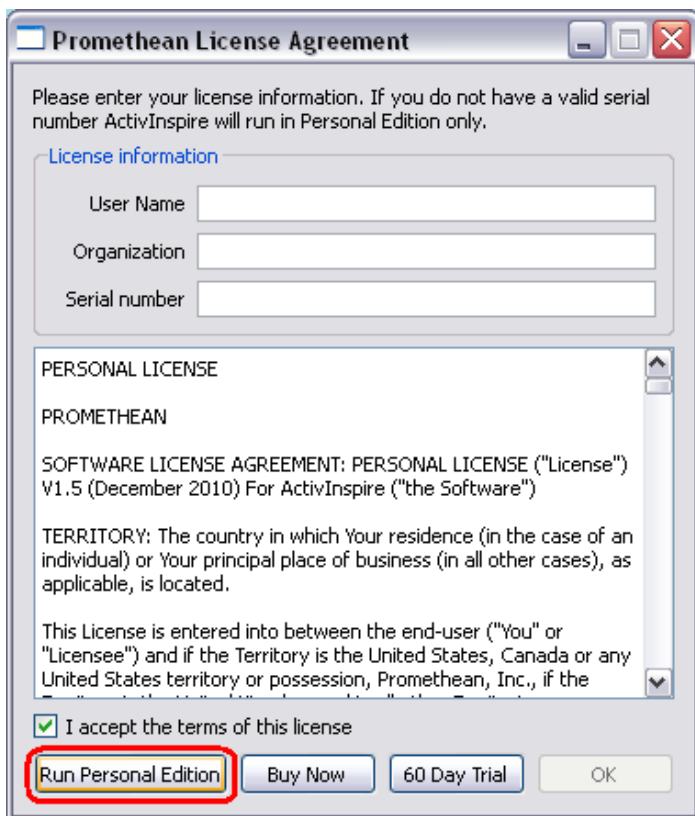 Promethean License Agreement
Please enter your license information. If you do not have a valid serial
number ActivInspire will run in Personal Edition only.
License information
User Name
Organization
Serial number
PERSONAL LICENSE
PROMETHEAN
SOFTWARE LICENSE AGREEMENT: PERSONAL LICENSE ("License")
V1.5 (December 2010) For ActivInspire ("the Software")
TERRITORY: The country in which Your residence (in the case of an
individual) or Your principal place of business (in all other cases), as
applicable, is located.
This License is entered into between the end-user ("You" or
"Licensee") and if the Territory is the United States, Canada or any
United States territory or possession, Promethean, Inc., if the
I accept the terms of this license
Run Personal Edition
Buy Now
60 Day Trial
OK